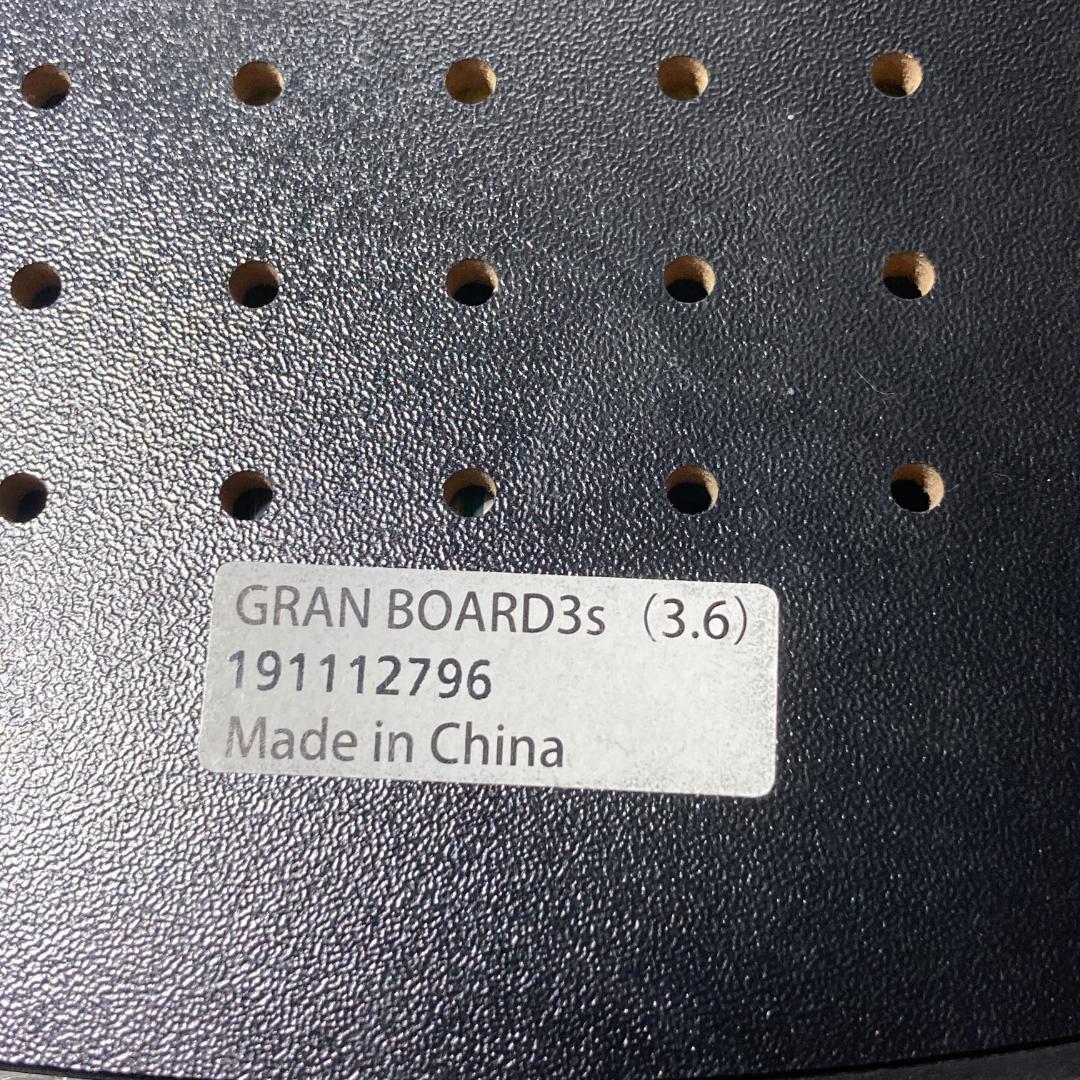 GRAN BOARD3s (3.6)
191112796
Made in China